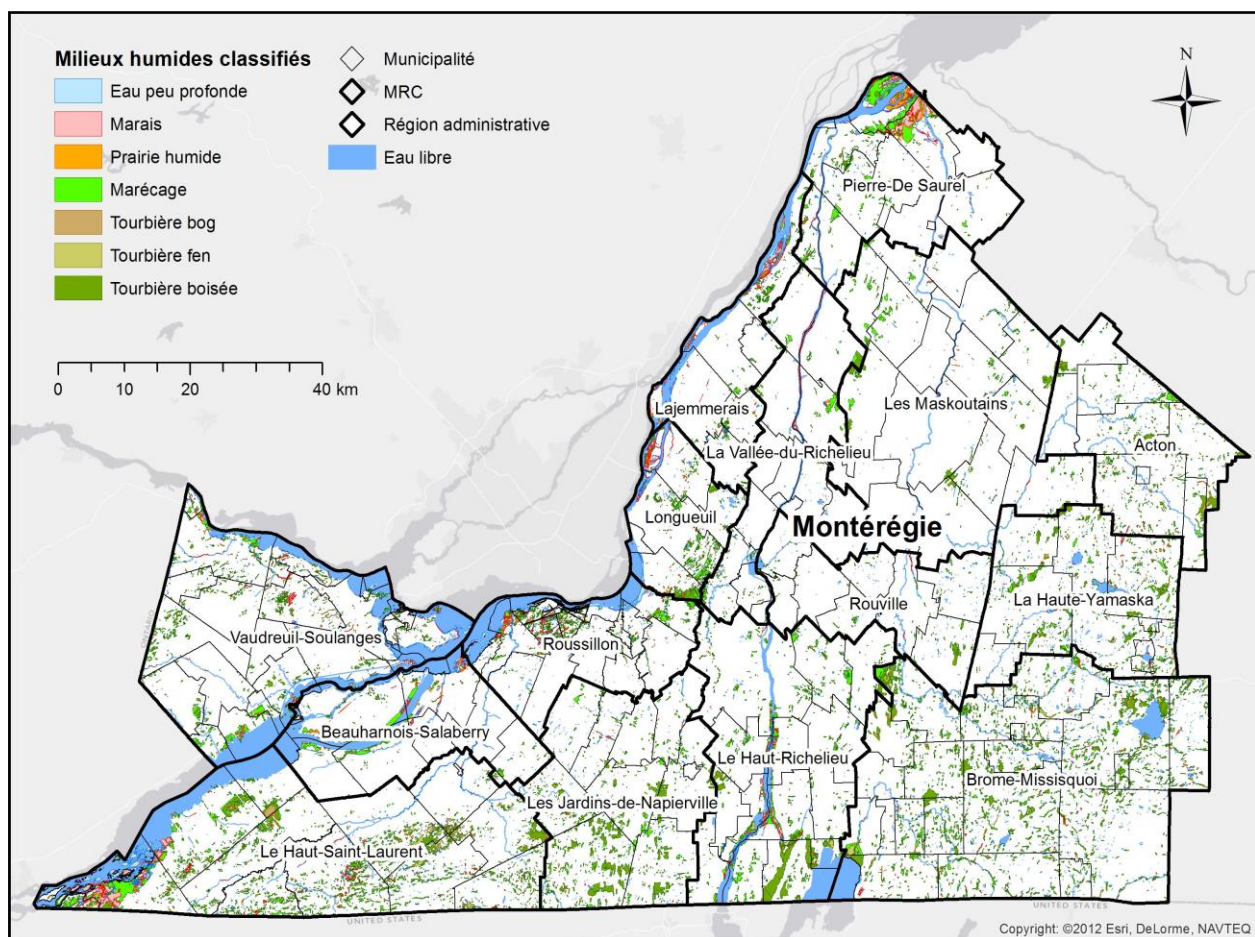 Milieux humides classifiés
Eau peu profonde
Marais
Prairie humide
Marécage
Tourbière bog
Tourbière fen
Tourbière boisée
Municipalité
MRC
Région administrative
Eau libre
N
0 10 20 40 km
Pierre-De Saurel
Lajemmerais
Les Maskoutains
La Vallée-du-Richelieu
Acton
Longueuil
Montérégie
Rouville
La Haute-Yamaska
Vaudreuil-Soulanges
Roussillon
Beauharnois-Salaberry
Le Haut-Richelieu
Brome-Missisquoi
Les Jardins-de-Napierville
Le Haut-Saint-Laurent
UNITED STATES
UNITED STATES
Copyright: ©2012 Esri, DeLorme, NAVTEQ